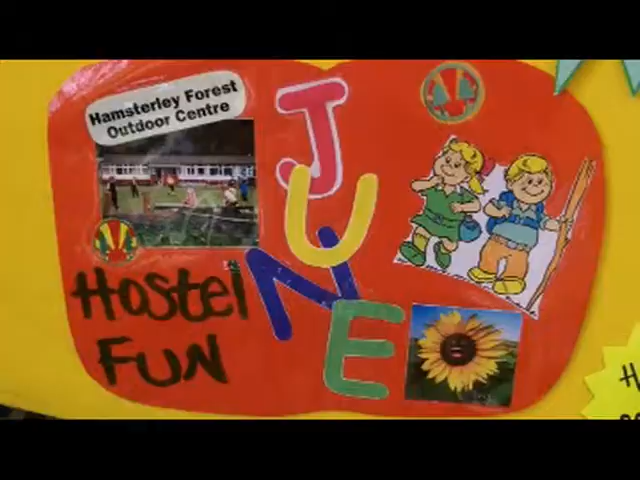 Hamsterley Forest
Outdoor Centre
JUNE
Hostel
FUN